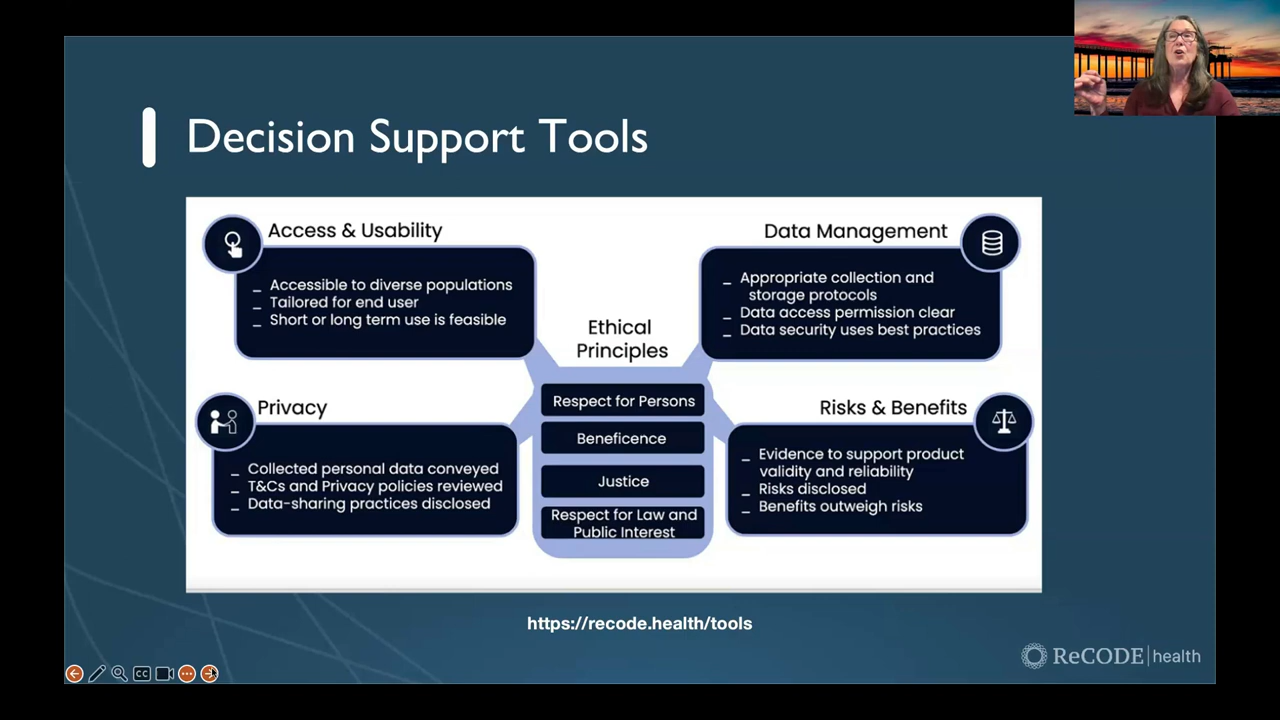 Decision Support Tools
Access & Usability
_ Accessible to diverse populations
_ Tailored for end user
_ Short or long term use is feasible
Data Management
_ Appropriate collection and
storage protocols
_ Data access permission clear
_ Data security uses best practices
Ethical
Principles
Respect for Persons
Beneficence
Justice
Respect for Law and
Public Interest
Privacy
_ Collected personal data conveyed
_ T&Cs and Privacy policies reviewed
_ Data-sharing practices disclosed
Risks & Benefits
_ Evidence to support product
validity and reliability
_ Risks disclosed
_ Benefits outweigh risks
https://recode.health/tools
CC
ReCODE | health